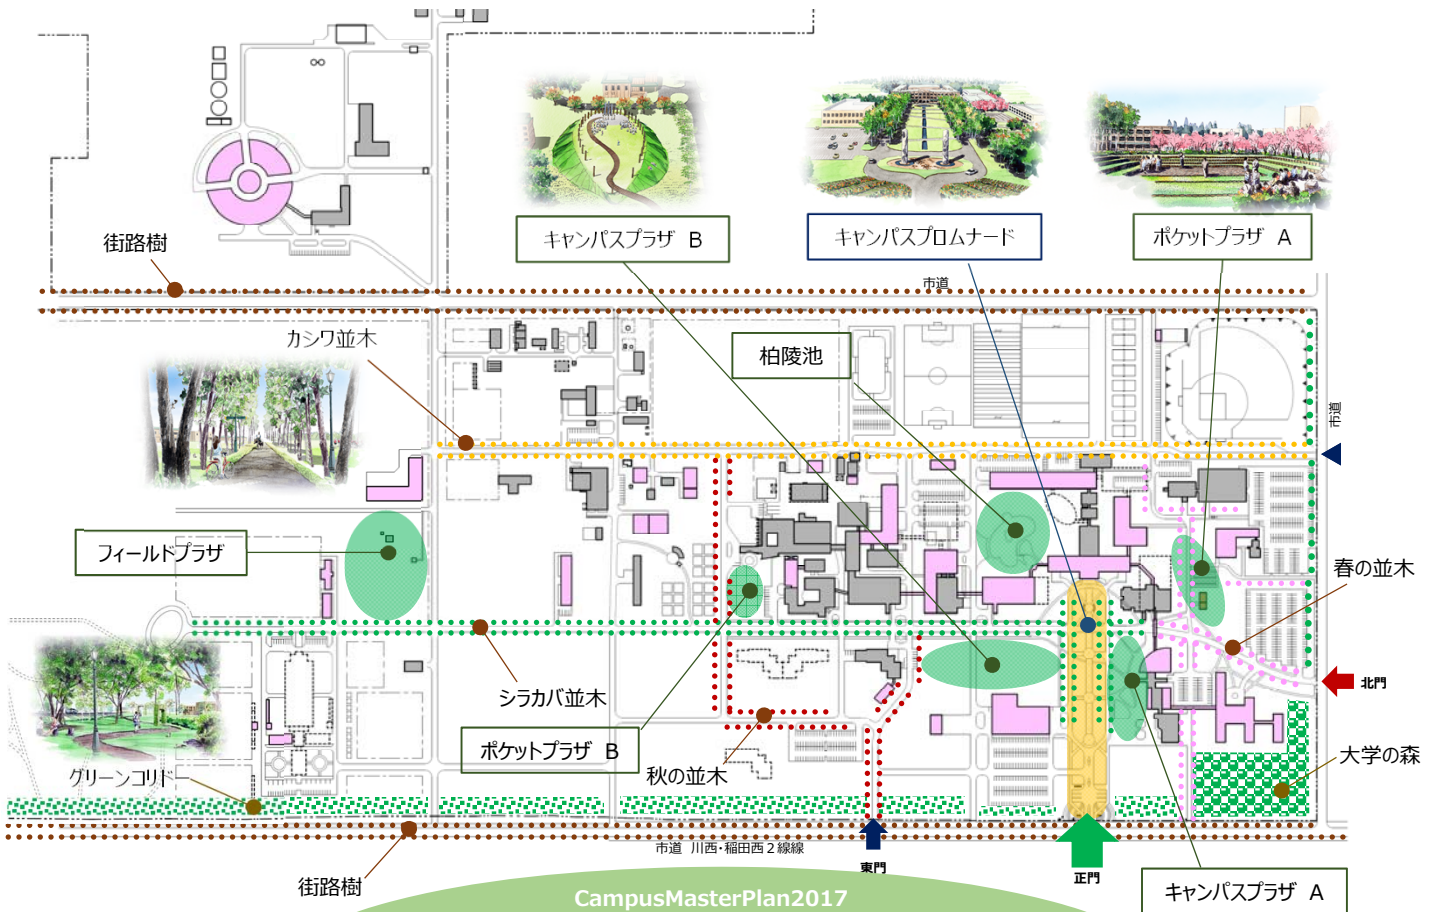 キャンパスプラザ B
キャンパスプロムナード
ポケットプラザ A
街路樹
市道
カシワ並木
柏陵池
市道
フィールドプラザ
春の並木
シラカバ並木
北門
ポケットプラザ B
秋の並木
大学の森
グリーンコリドー
市道 川西・稲田西2線線
東門
正門
街路樹
キャンパスプラザ A
CampusMasterPlan2017